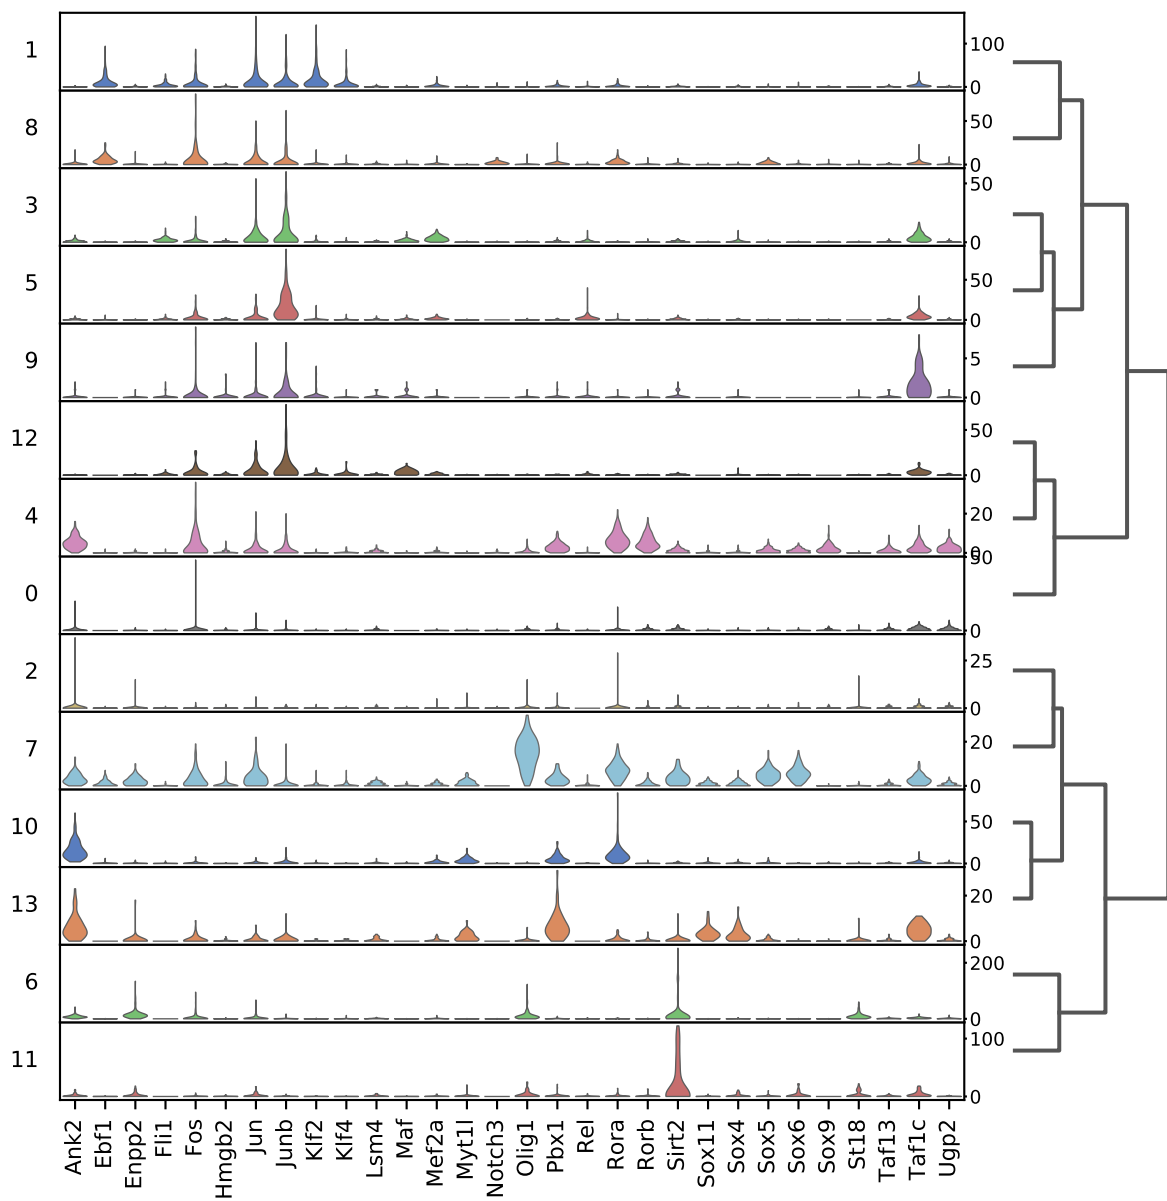 1 100 0
8 50 0
3 50 0
5 50 0
9 5 0
12 50 0
4 20 0
0 50 0
2 25 0
7 20 0
10 50 0
13 20 0
6 200 0
11 100 0
Ank2 Ebf1 Enpp2 Fli1 Fos Hmgb2 Jun Junb Klf2 Klf4 Lsm4 Maf Mef2a Myt1l Notch3 Olig1 Pbx1 Rel Rora Rorb Sirt2 Sox11 Sox4 Sox5 Sox6 Sox9 St18 Taf13 Taf1c Ugp2